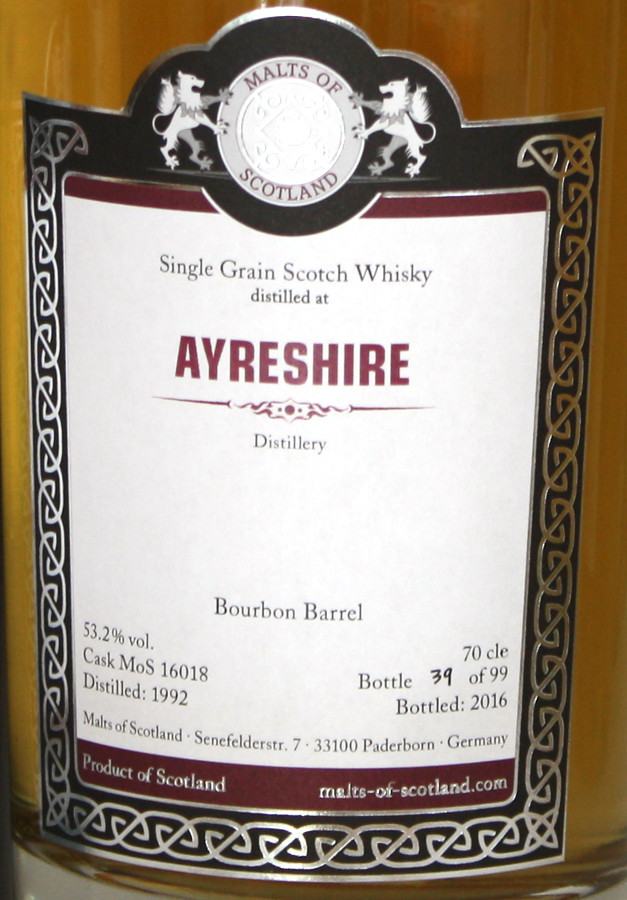 MALTS OF
SCOTLAND
Single Grain Scotch Whisky
distilled at
AYRESHIRE
Distillery
Bourbon Barrel
53.2% vol.
Cask MoS 16018
Distilled: 1992
70 cle
Bottle 39 of 99
Bottled: 2016
Malts of Scotland · Senefelderstr. 7 · 33100 Paderborn · Germany
Product of Scotland
malts-of-scotland.com